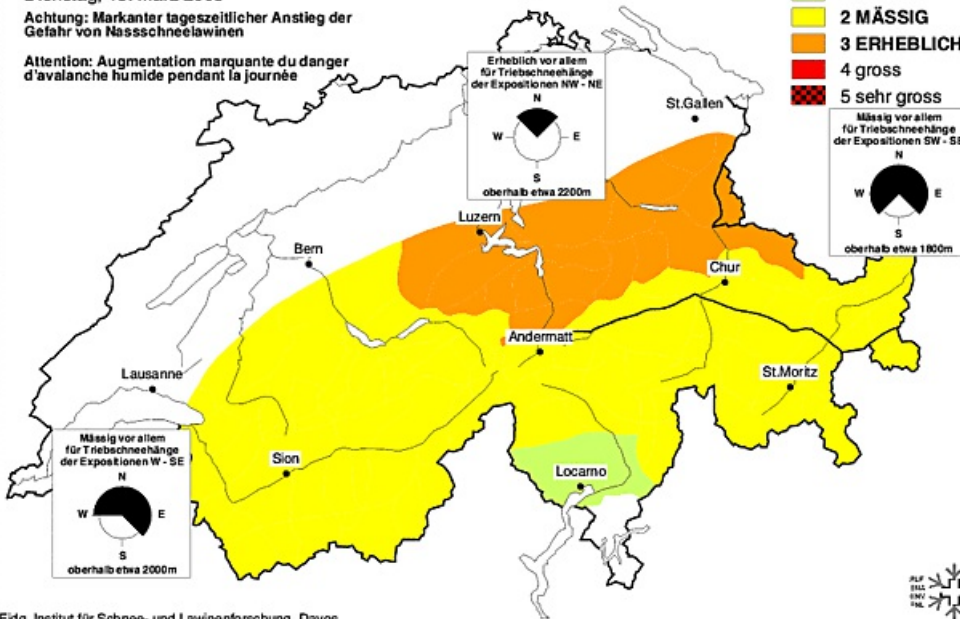 Achtung: Markanter tageszeitlicher Anstieg der
Gefahr von Nassschneelawinen
Attention: Augmentation marquante du danger
d'avalanche humide pendant la journée
2 MÄSSIG
3 ERHEBLICH
4 gross
5 sehr gross
Erheblich vor allem
für Triebschneehänge
der Expositionen NW - NE
N
W
E
S
oberhalb etwa 2200m
St.Gallen
Mässig vor allem
für Triebschneehänge
der Expositionen SW - SE
N
W
E
S
oberhalb etwa 1800m
Luzern
Bern
Chur
Andermatt
Lausanne
St.Moritz
Mässig vor allem
für Triebschneehänge
der Expositionen W - SE
N
W
E
S
oberhalb etwa 2000m
Sion
Locarno
SLF
Eidg. Institut für Schnee- und Lawinenforschung, Davos